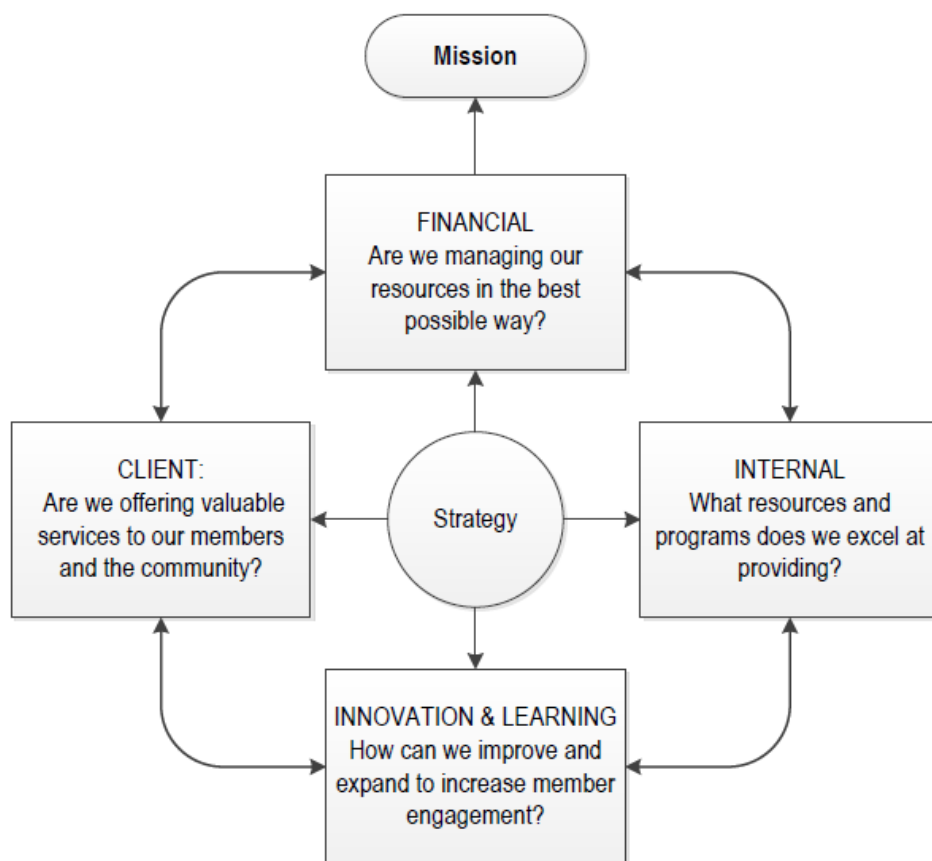 Mission
FINANCIAL
Are we managing our
resources in the best
possible way?
CLIENT:
Are we offering valuable
services to our members
and the community?
Strategy
INTERNAL
What resources and
programs does we excel at
providing?
INNOVATION & LEARNING
How can we improve and
expand to increase member
engagement?